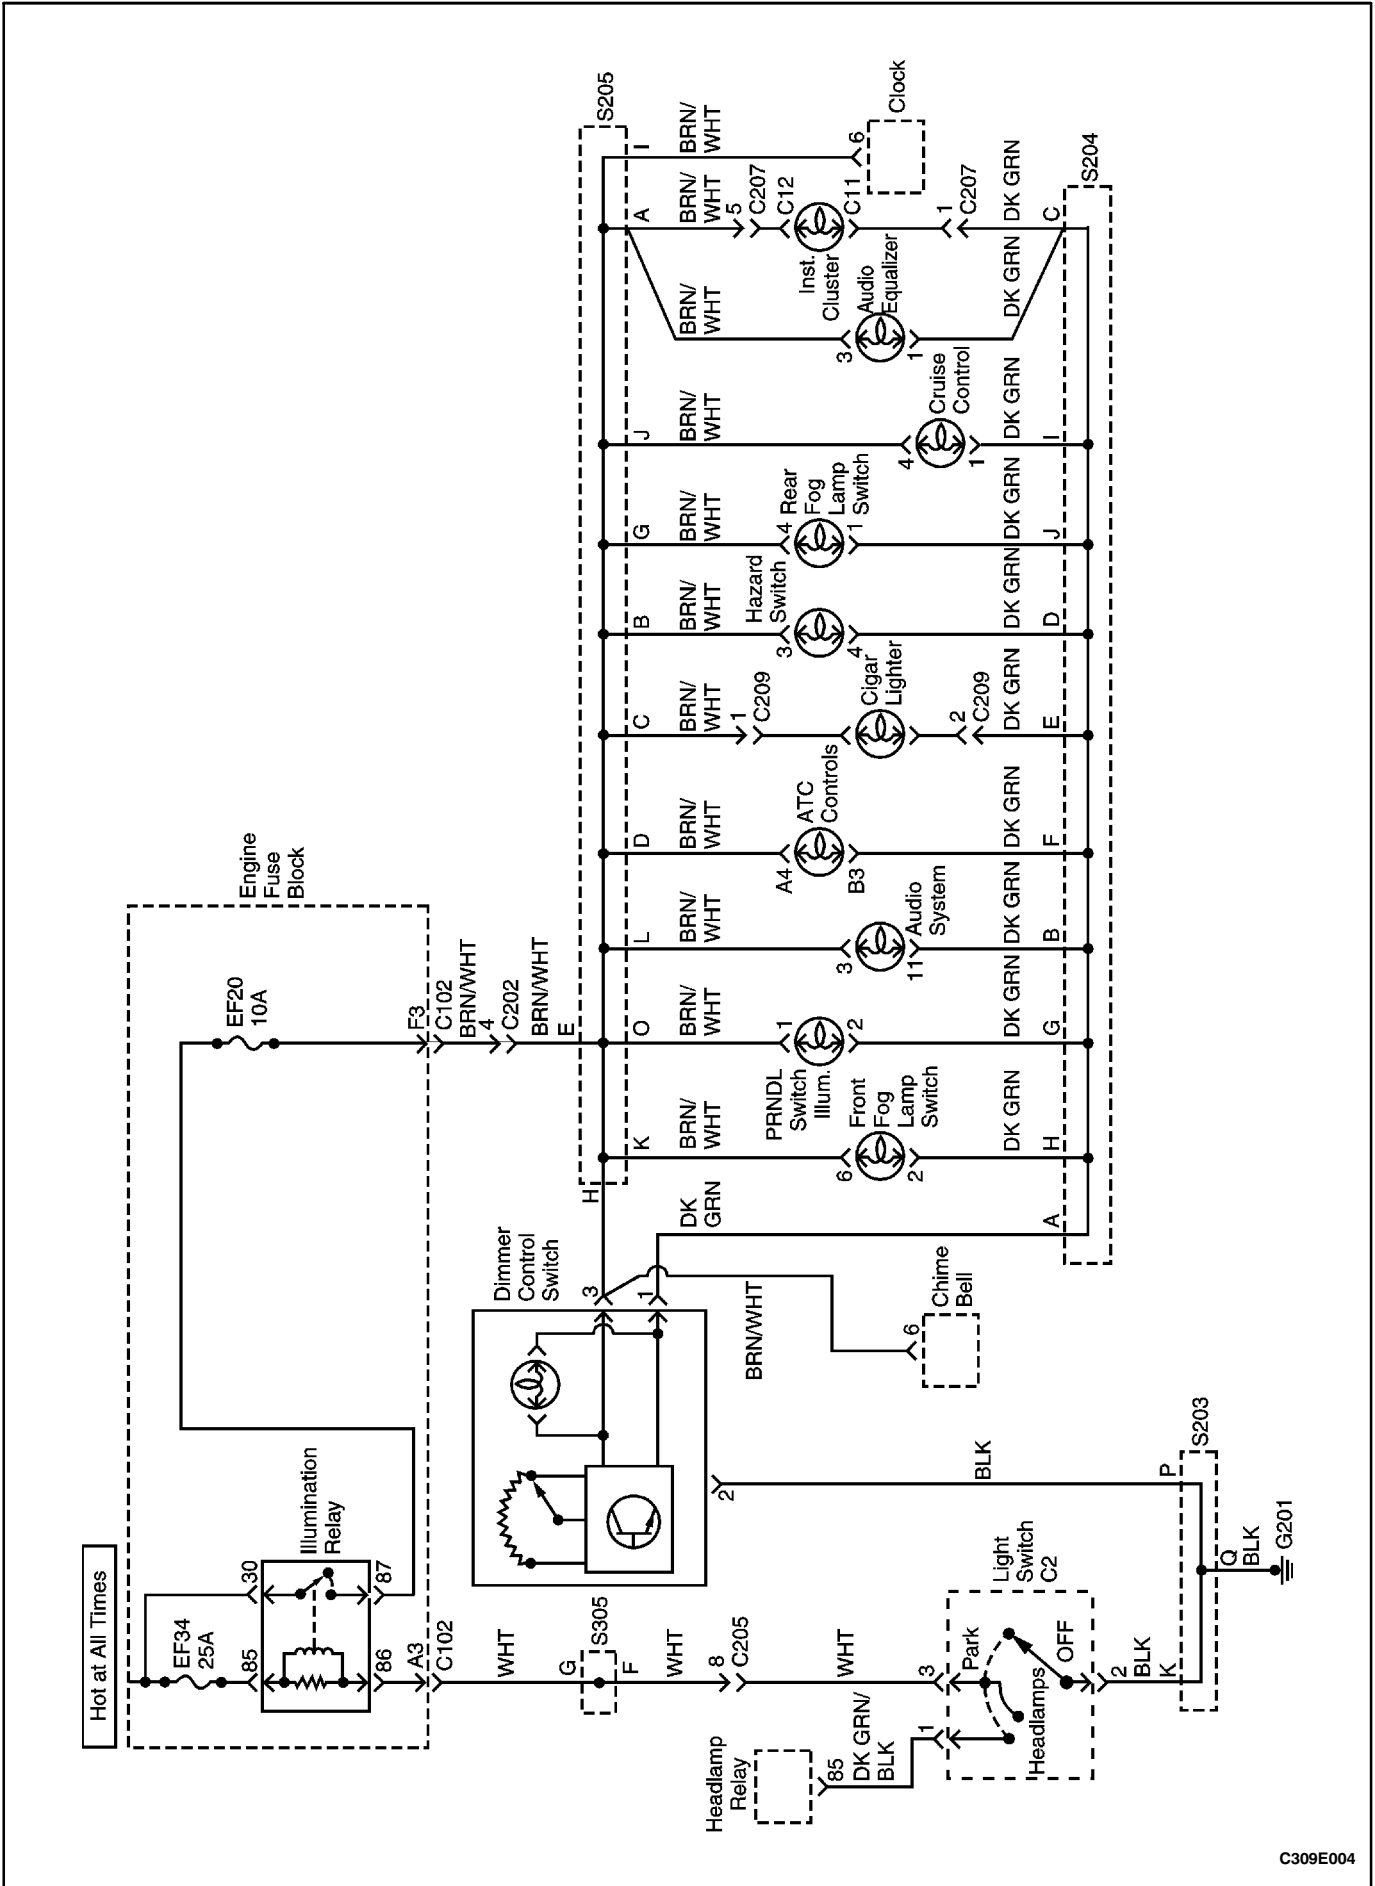 Hot at All Times
EF34
25A
85
30
Illumination
Relay
86
87
EF20
10A
Engine
Fuse
Block
A3
C102
F3
C102
BRN/WHT
4
C202
BRN/WHT
E
WHT
G
S305
F
WHT
8
C205
WHT
Headlamp
Relay
85
DK GRN/
BLK
1
3
Park
Headlamps
OFF
Light
Switch
C2
2
BLK
K
P
S203
Q
BLK
G201
BLK
2
Dimmer
Control
Switch
3
1
BRN/WHT
6
Chime
Bell
DK
GRN
A
H
S205
K
BRN/
WHT
6
Front
Fog
Lamp
Switch
2
DK GRN
H
O
BRN/
WHT
1
PRNDL
Switch
Illum.
2
DK GRN
G
L
BRN/
WHT
3
Audio
System
11
DK GRN
B
D
BRN/
WHT
A4
ATC
Controls
B3
DK GRN
F
C
BRN/
WHT
1
C209
Cigar
Lighter
2
C209
DK GRN
E
B
BRN/
WHT
Hazard
Switch
3
4
DK GRN
D
G
BRN/
WHT
4
Rear
Fog
Lamp
Switch
1
DK GRN
J
J
BRN/
WHT
4
Cruise
Control
1
DK GRN
I
BRN/
WHT
3
Audio
Equalizer
1
DK GRN
A
BRN/
WHT
5
C207
C12
Inst.
Cluster
C11
1
C207
DK GRN
C
I
BRN/
WHT
6
Clock
S204
C309E004